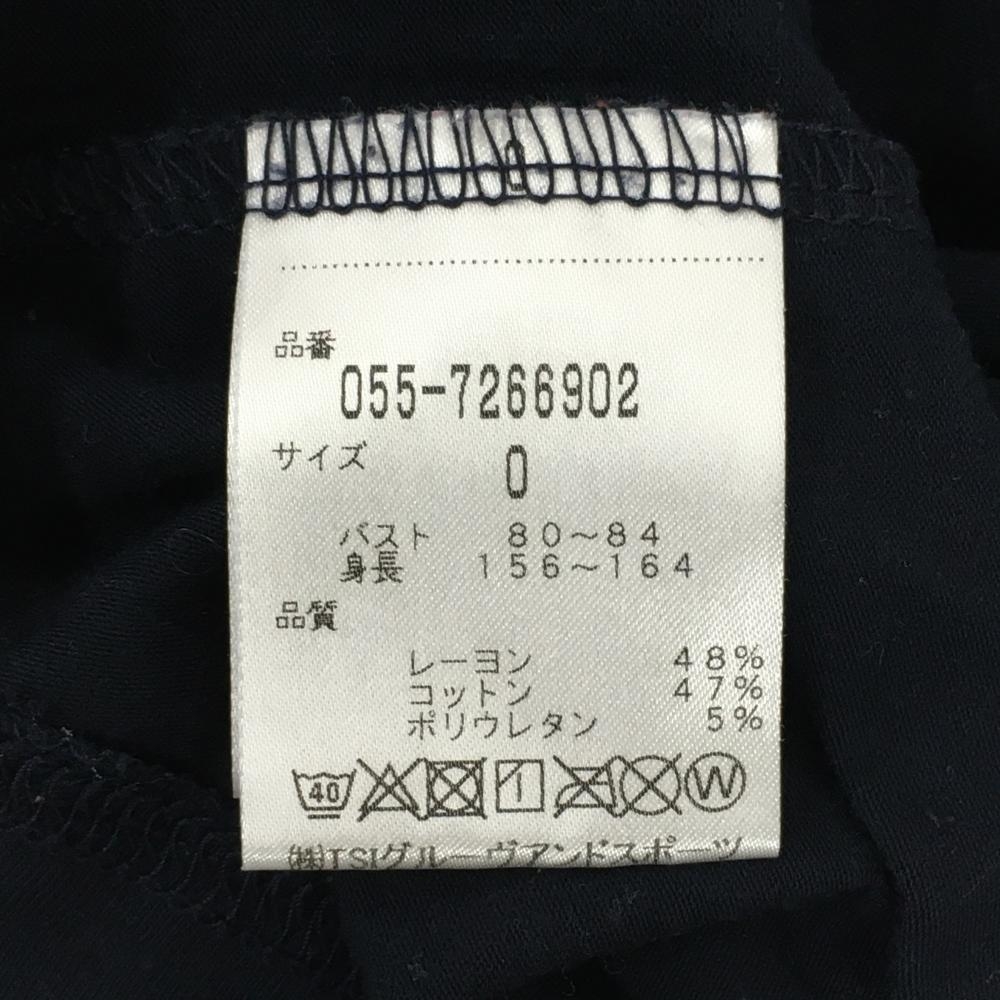 品番
055-7266902
サイズ 0
バスト 80～84
身長 156～164
品質
レーヨン 48%
コットン 47%
ポリウレタン 5%
40 W
㈱TSIグルーヴアンドスポーツ